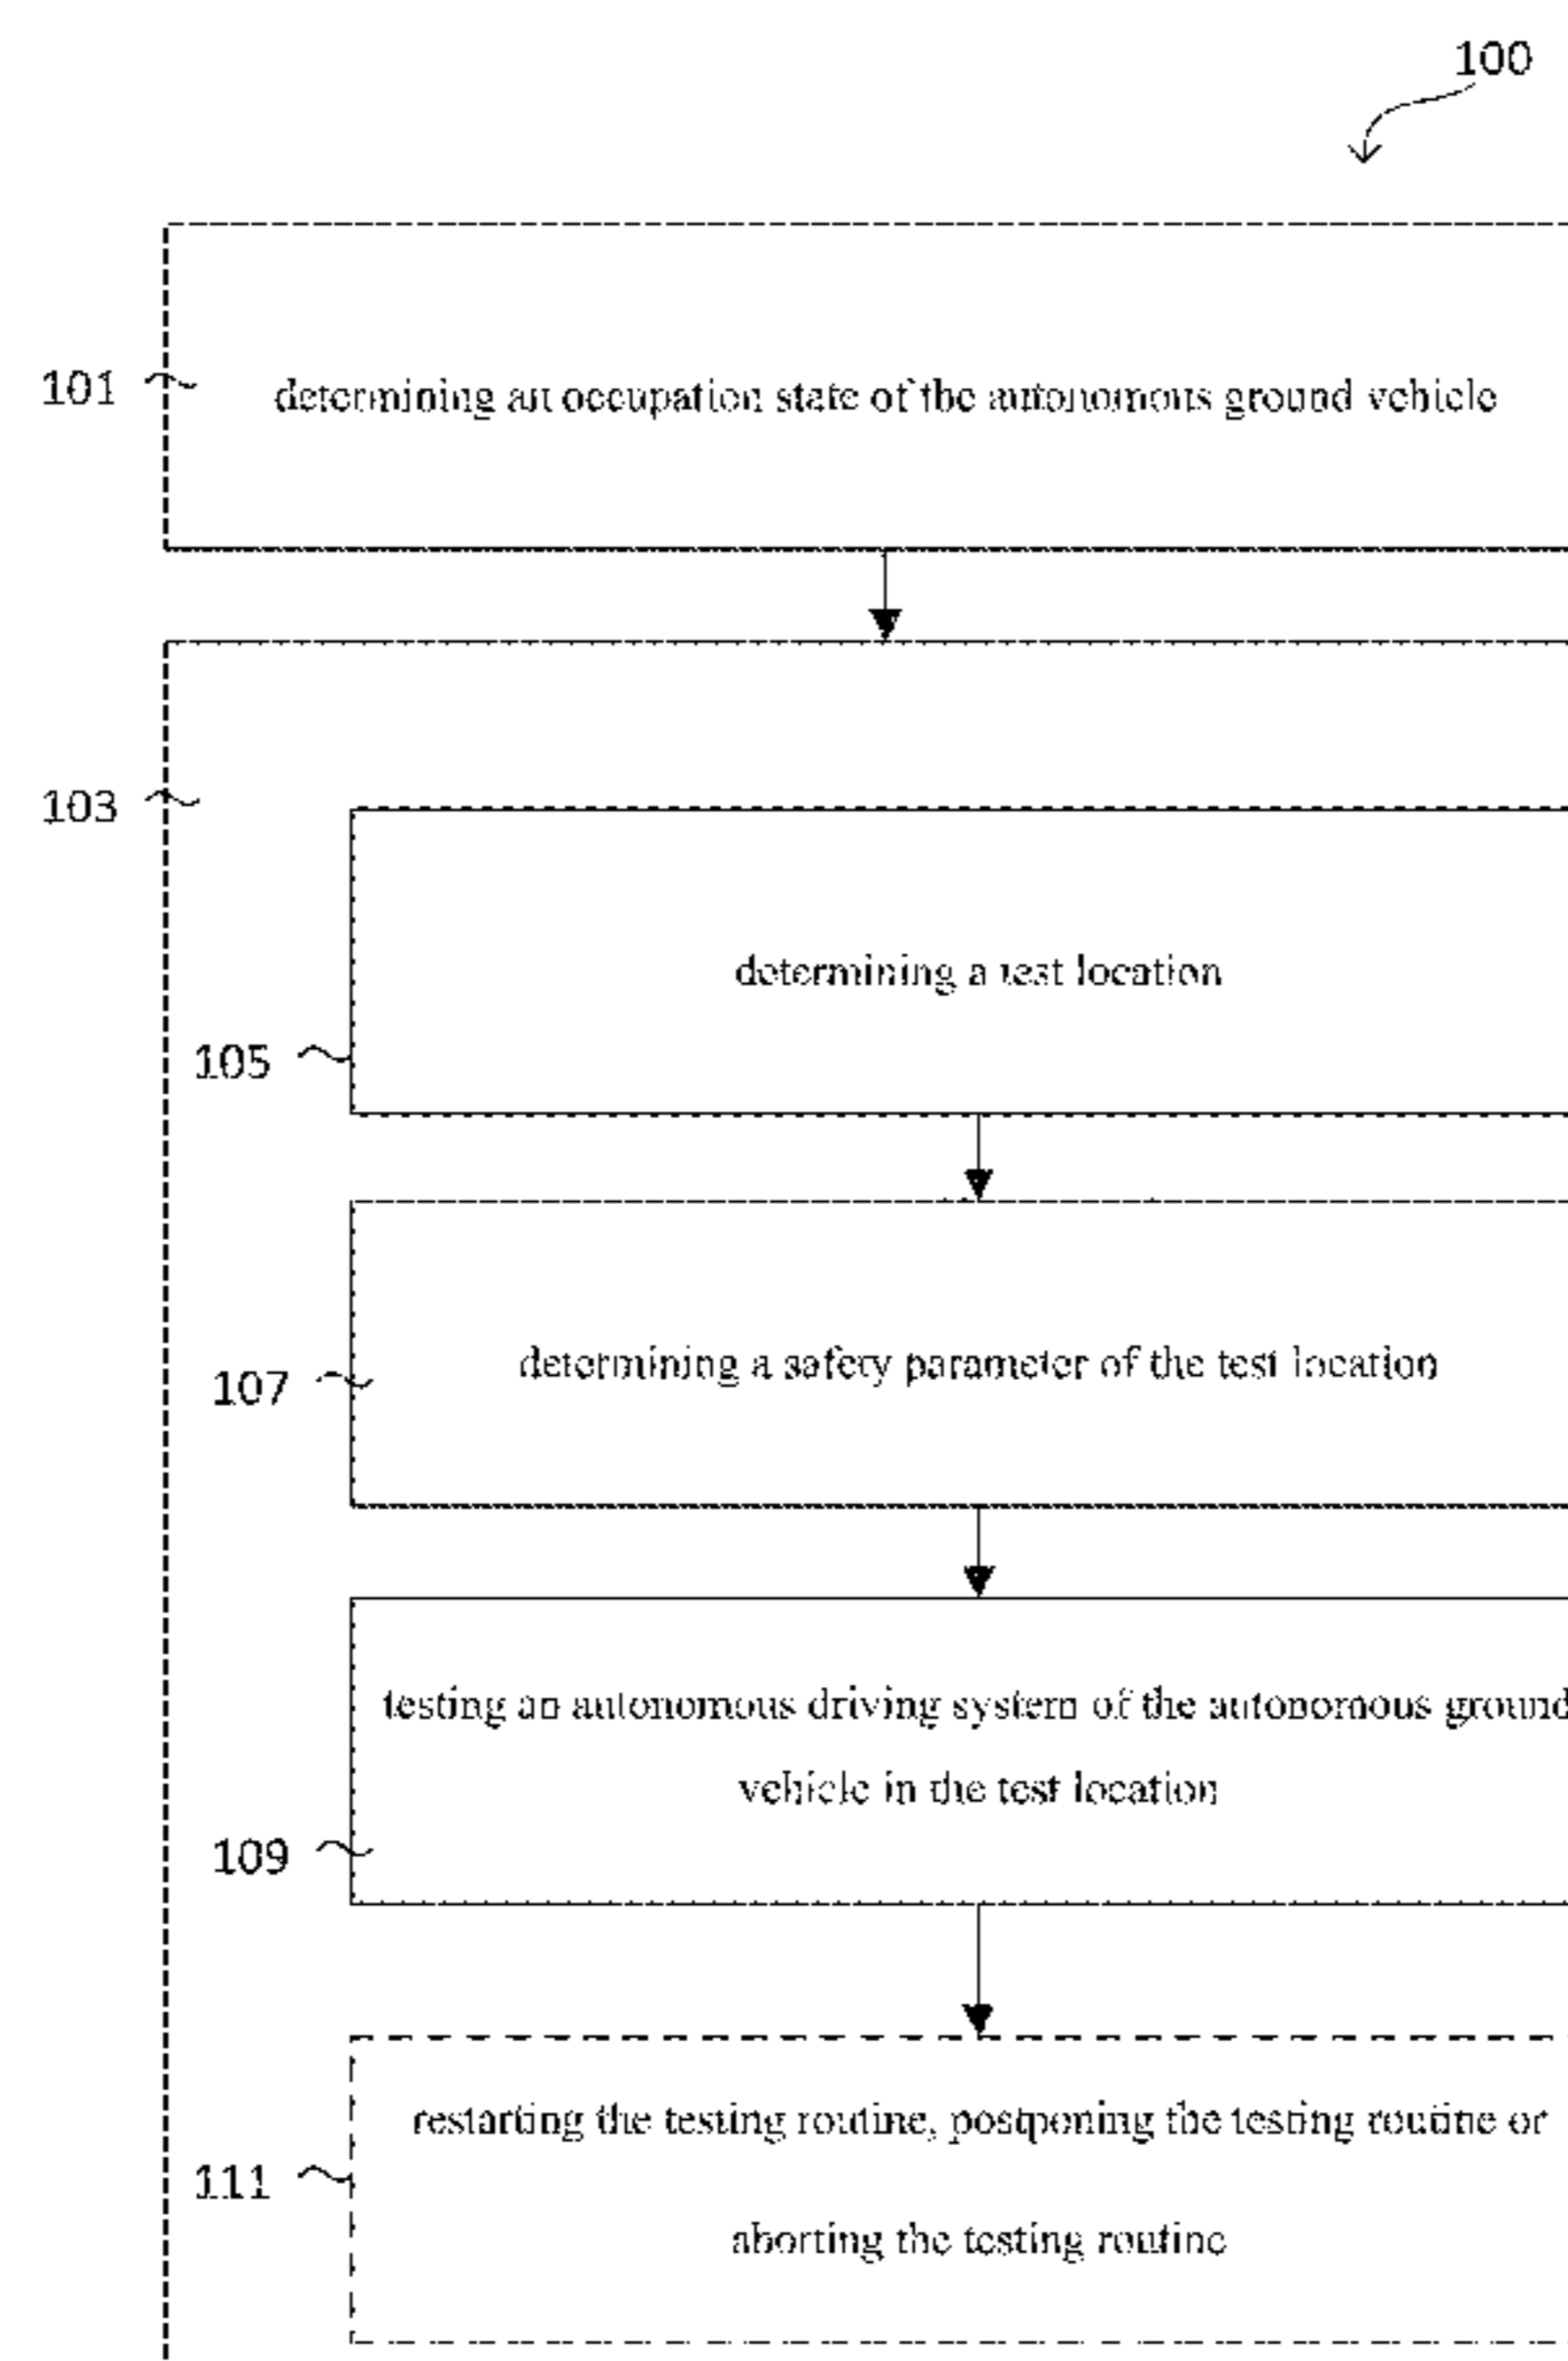 100
101
determining an occupation state of the autonomous ground vehicle
103
determining a test location
105
determining a safety parameter of the test location
107
testing an autonomous driving system of the autonomous ground
vehicle in the test location
109
restarting the testing routine, postponing the testing routine or
111
aborting the testing routine